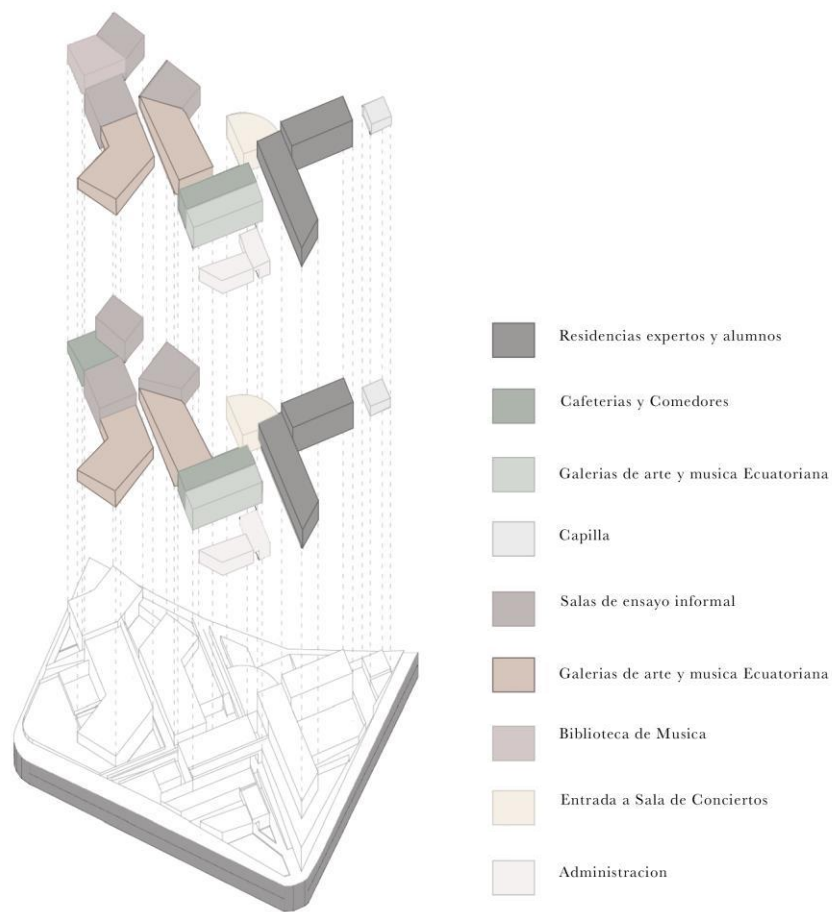 Residencias expertos y alumnos
Cafeterias y Comedores
Galerias de arte y musica Ecuatoriana
Capilla
Salas de ensayo informal
Galerias de arte y musica Ecuatoriana
Biblioteca de Musica
Entrada a Sala de Conciertos
Administracion